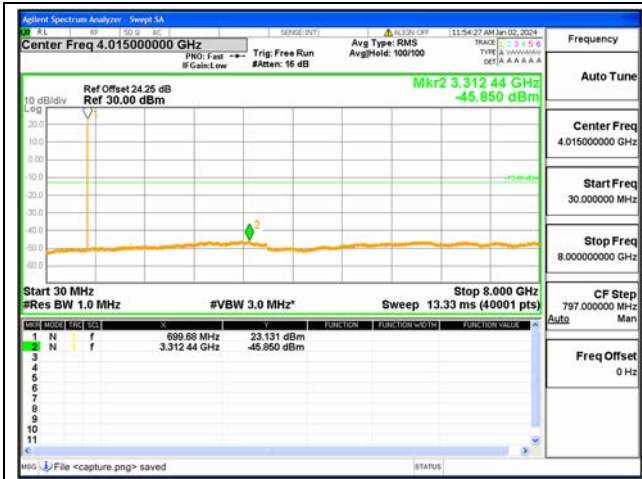 Agilent Spectrum Analyzer - Swept SA
RL RF 50 Ω AC SENSE:INT ALIGN OFF 11:54:27 AM Jan 02, 2024
Center Freq 4.015000000 GHz
PNO: Fast
IFGain:Low
Trig: Free Run
#Atten: 16 dB
Avg Type: RMS
Avg|Hold: 100/100
TRACE 1 2 3 4 5 6
TYPE A
DET A A A A A A
Frequency
Auto Tune
Center Freq
4.015000000 GHz
Start Freq
30.000000 MHz
Stop Freq
8.000000000 GHz
CF Step
797.000000 MHz
Auto Man
Freq Offset
0 Hz
Mkr2 3.312 44 GHz
-45.850 dBm
Ref Offset 24.25 dB
10 dB/div Ref 30.00 dBm
Log
20.0
10.0
0.00
-10.0
-20.0
-30.0
-40.0
-50.0
-60.0
2
Start 30 MHz
Stop 8.000 GHz
#Res BW 1.0 MHz
#VBW 3.0 MHz*
Sweep 13.33 ms (40001 pts)
MKR MODE TRC SCL X Y FUNCTION FUNCTION WIDTH FUNCTION VALUE
1 N 1 f 699.68 MHz 23.131 dBm
2 N 1 f 3.312 44 GHz -45.850 dBm
3
4
5
6
7
8
9
10
11
MSG File <capture.png> saved STATUS